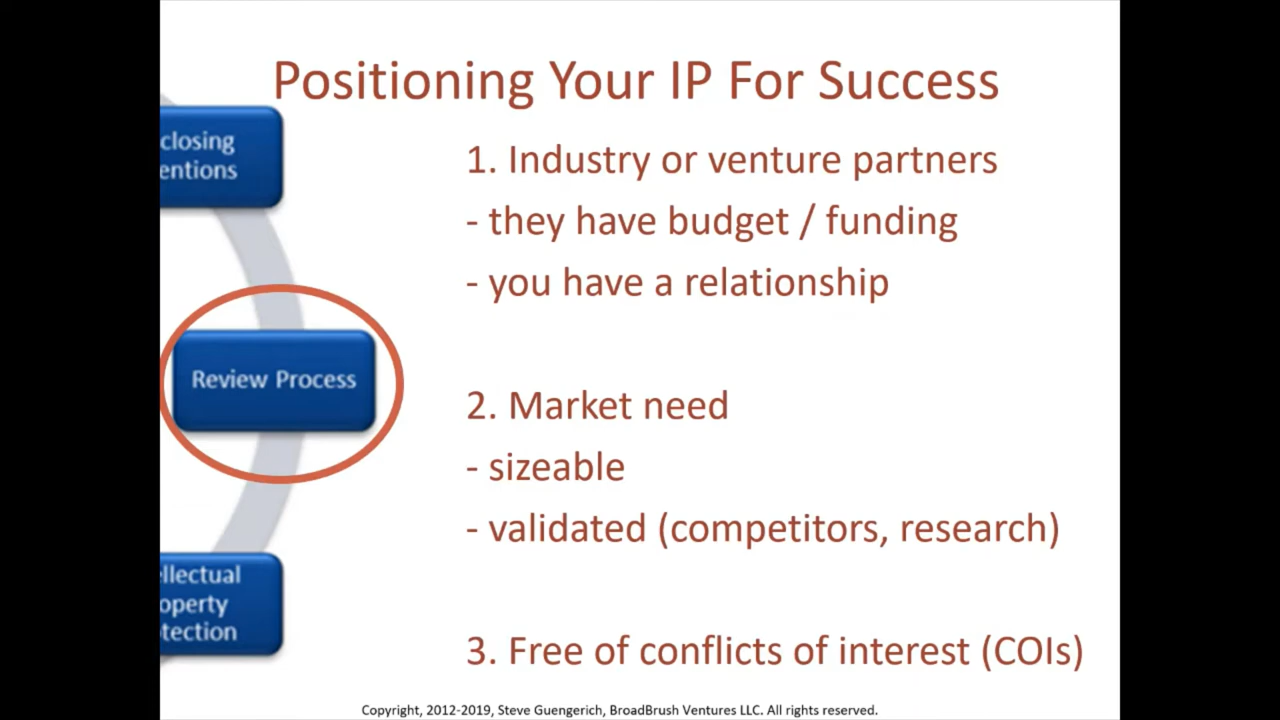 Positioning Your IP For Success
closing
entions
1. Industry or venture partners
- they have budget / funding
- you have a relationship
Review Process
2. Market need
- sizeable
- validated (competitors, research)
llectual
operty
tection
3. Free of conflicts of interest (COIs)
Copyright, 2012-2019, Steve Guengerich, BroadBrush Ventures LLC. All rights reserved.